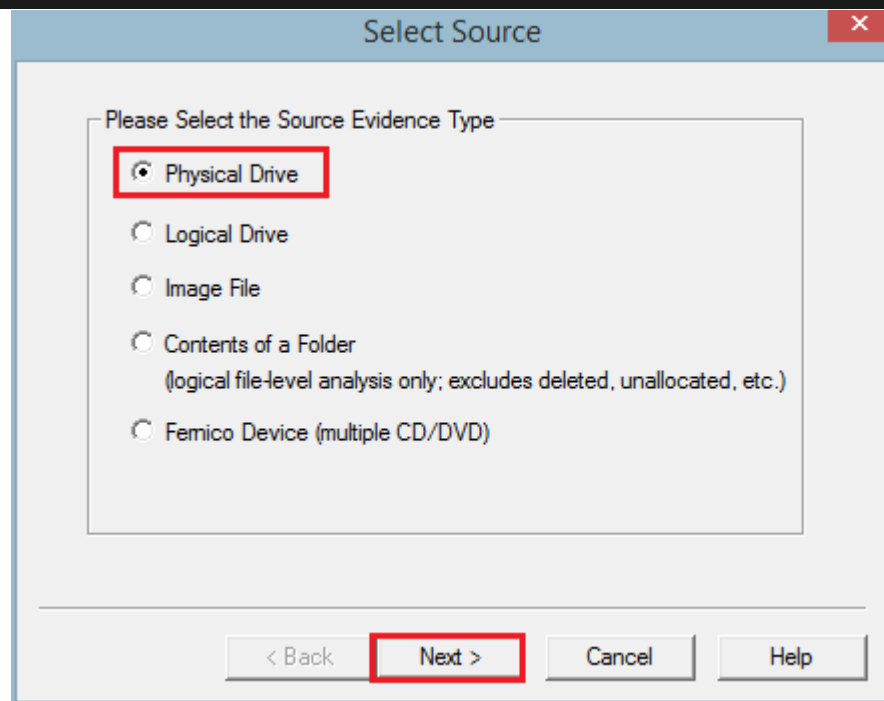 Select Source
Please Select the Source Evidence Type
Physical Drive
Logical Drive
Image File
Contents of a Folder
(logical file-level analysis only; excludes deleted, unallocated, etc.)
Fernico Device (multiple CD/DVD)
< Back Next > Cancel Help